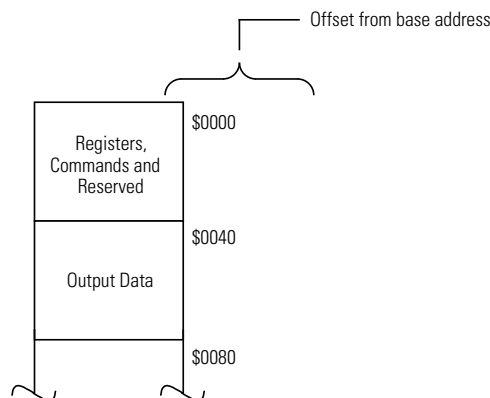 Offset from base address
$0000
Registers,
Commands and
Reserved
$0040
Output Data
$0080